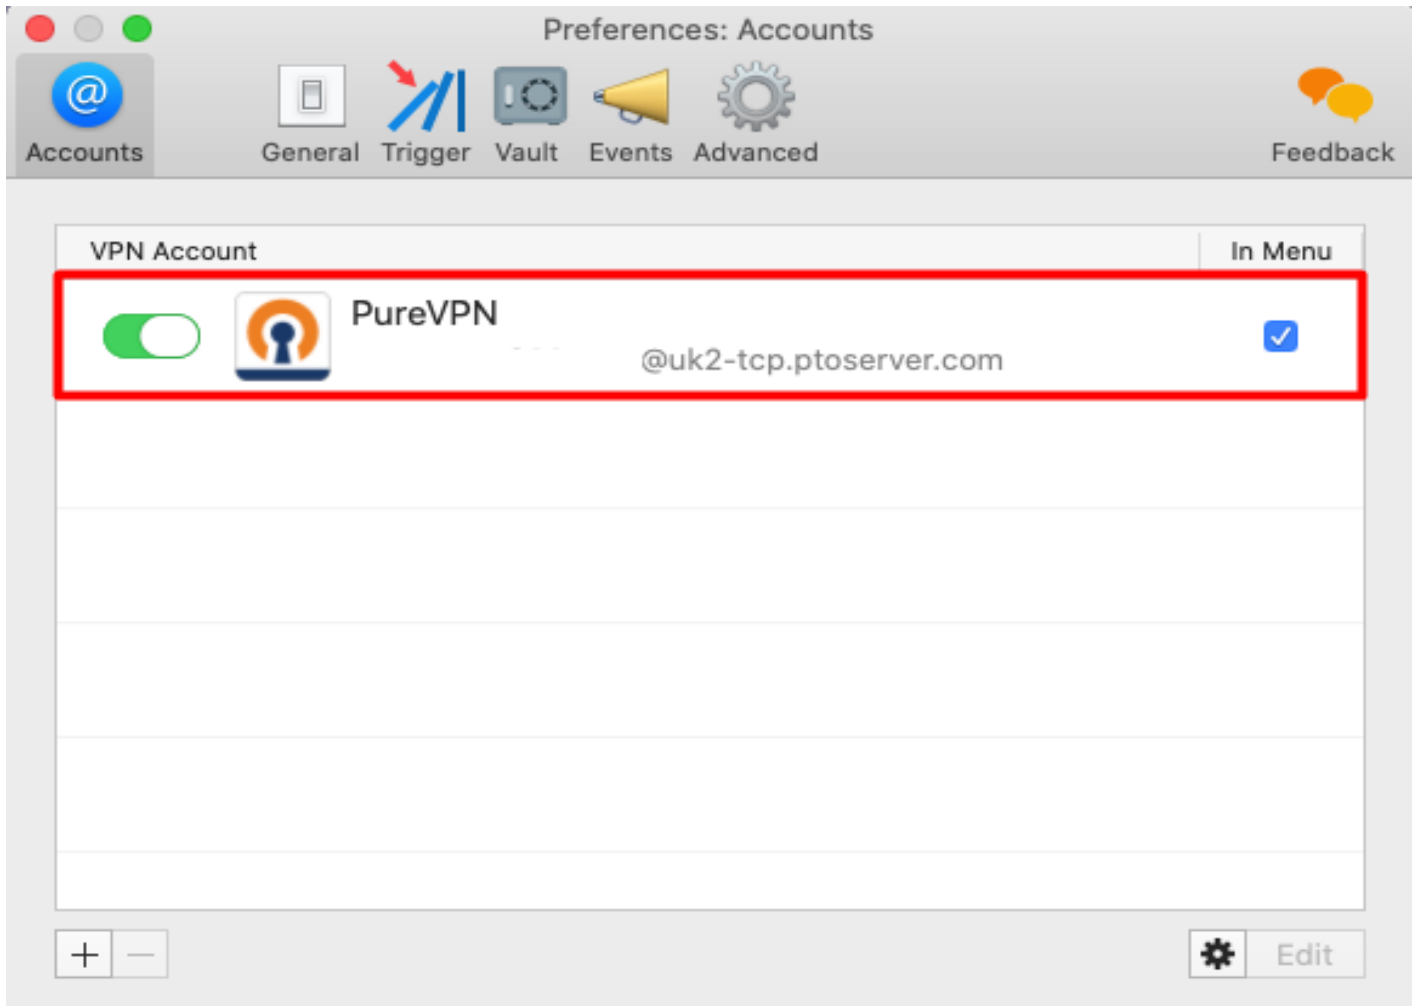 Preferences: Accounts
Accounts
General
Trigger
Vault
Events
Advanced
Feedback
VPN Account
In Menu
PureVPN
@uk2-tcp.ptoserver.com
Edit